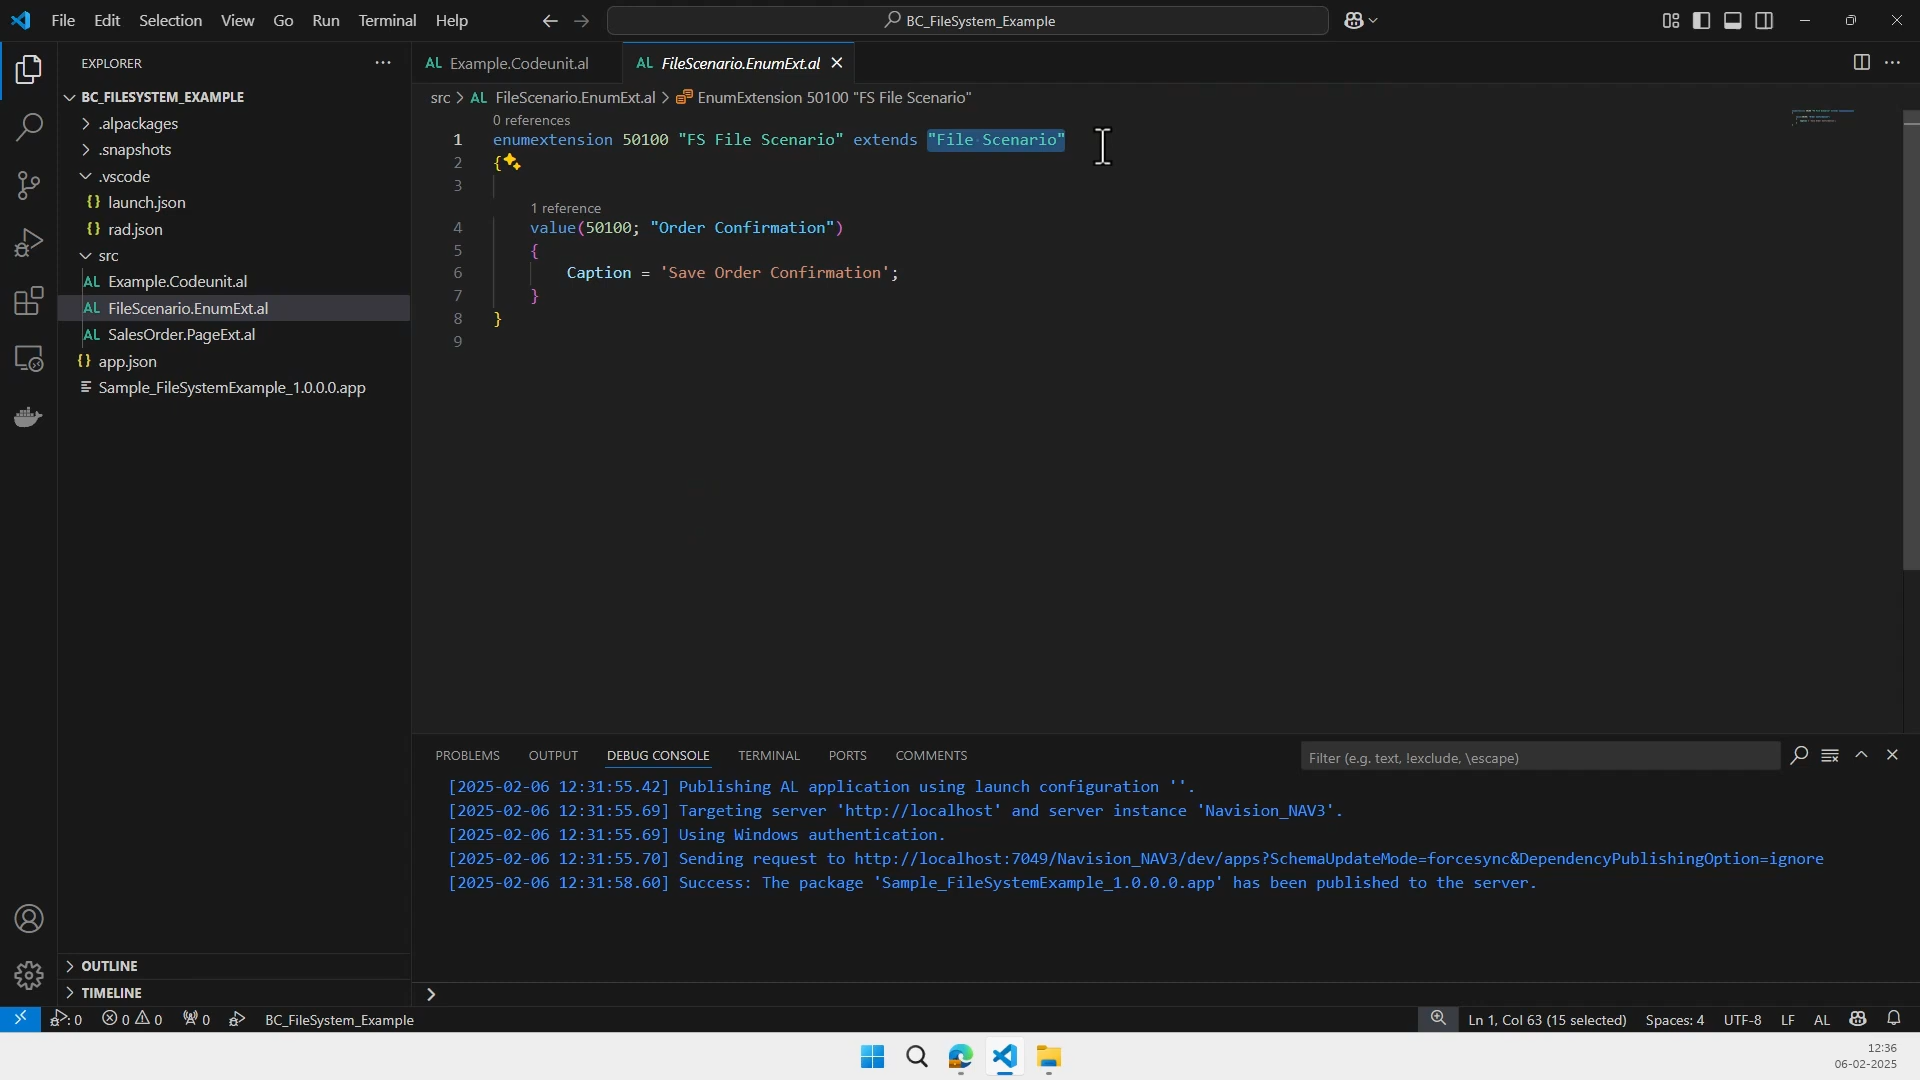 File Edit Selection View Go Run Terminal Help
BC_FileSystem_Example
EXPLORER
BC_FILESYSTEM_EXAMPLE
.alpackages
.snapshots
.vscode
{} launch.json
{} rad.json
src
AL Example.Codeunit.al
AL FileScenario.EnumExt.al
AL SalesOrder.PageExt.al
{} app.json
Sample_FileSystemExample_1.0.0.0.app
OUTLINE
TIMELINE
AL Example.Codeunit.al
AL FileScenario.EnumExt.al
src > AL FileScenario.EnumExt.al > EnumExtension 50100 "FS File Scenario"
0 references
1 enumextension 50100 "FS File Scenario" extends "File Scenario"
2 {
3
1 reference
4 value(50100; "Order Confirmation")
5 {
6 Caption = 'Save Order Confirmation';
7 }
8 }
9
PROBLEMS OUTPUT DEBUG CONSOLE TERMINAL PORTS COMMENTS
Filter (e.g. text, !exclude, \escape)
[2025-02-06 12:31:55.42] Publishing AL application using launch configuration ''.
[2025-02-06 12:31:55.69] Targeting server 'http://localhost' and server instance 'Navision_NAV3'.
[2025-02-06 12:31:55.69] Using Windows authentication.
[2025-02-06 12:31:55.70] Sending request to http://localhost:7049/Navision_NAV3/dev/apps?SchemaUpdateMode=forcesync&DependencyPublishingOption=ignore
[2025-02-06 12:31:58.60] Success: The package 'Sample_FileSystemExample_1.0.0.0.app' has been published to the server.
: 0 0 0 0 BC_FileSystem_Example
Ln 1, Col 63 (15 selected) Spaces: 4 UTF-8 LF AL
12:36
06-02-2025